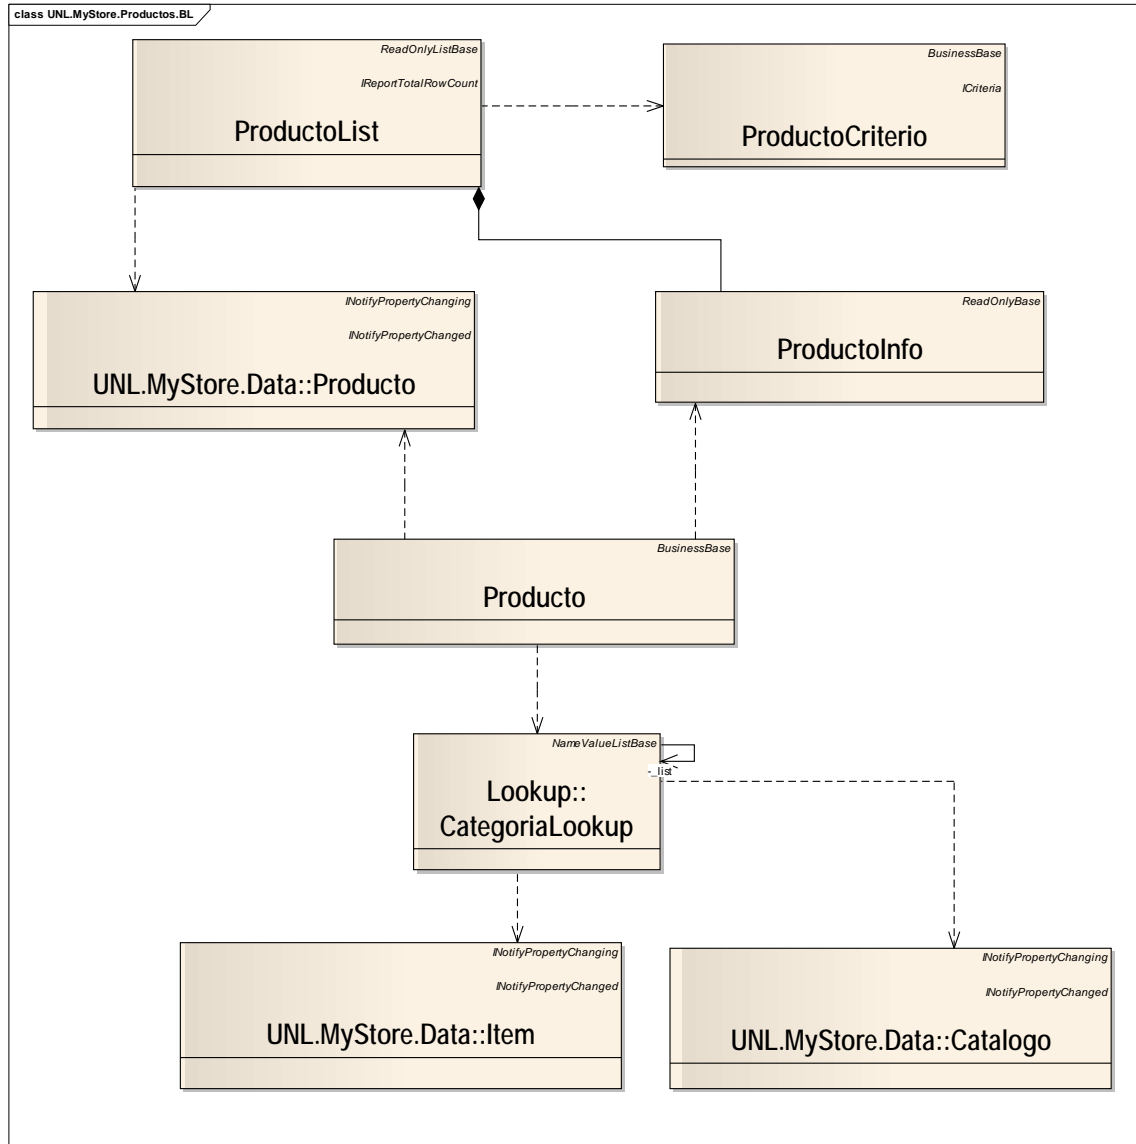 class UNL.MyStore.Productos.BL
ReadOnlyListBase
IReportTotalRowCount
ProductoList
BusinessBase
ICriteria
ProductoCriterio
INotifyPropertyChanging
INotifyPropertyChanged
UNL.MyStore.Data::Producto
ReadOnlyBase
ProductoInfo
BusinessBase
Producto
NameValueListBase
-_list
Lookup::
CategoriaLookup
INotifyPropertyChanging
INotifyPropertyChanged
UNL.MyStore.Data::Item
INotifyPropertyChanging
INotifyPropertyChanged
UNL.MyStore.Data::Catalogo